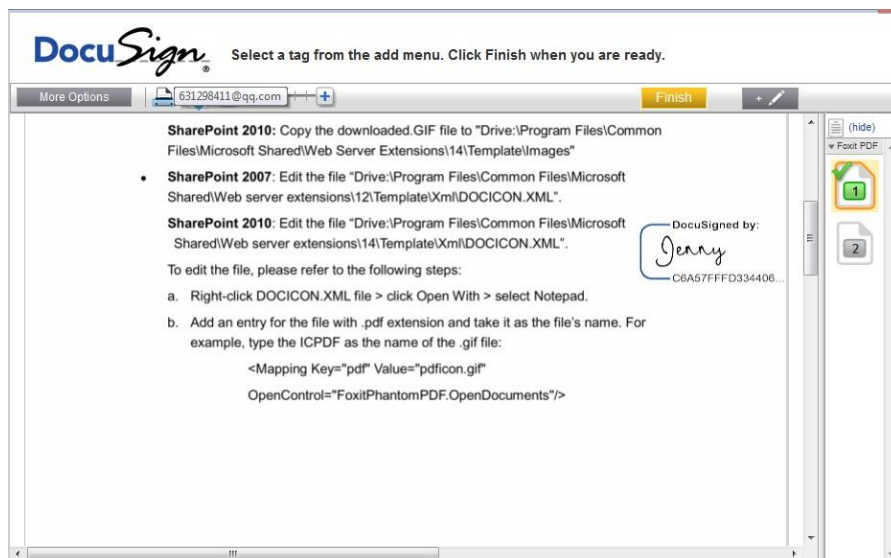 DocuSign®
Select a tag from the add menu. Click Finish when you are ready.
More Options
631298411@qq.com
Finish
SharePoint 2010: Copy the downloaded.GIF file to "Drive:\Program Files\Common
Files\Microsoft Shared\Web Server Extensions\14\Template\Images"
• SharePoint 2007: Edit the file “Drive:\Program Files\Common Files\Microsoft
Shared\Web server extensions\12\Template\Xml\DOCICON.XML”.
SharePoint 2010: Edit the file “Drive:\Program Files\Common Files\Microsoft
Shared\Web server extensions\14\Template\Xml\DOCICON.XML”.
To edit the file, please refer to the following steps:
a. Right-click DOCICON.XML file > click Open With > select Notepad.
b. Add an entry for the file with .pdf extension and take it as the file’s name. For
example, type the ICPDF as the name of the .gif file:
<Mapping Key="pdf" Value="pdficon.gif"
OpenControl="FoxitPhantomPDF.OpenDocuments"/>
DocuSigned by:
Jenny
C6A57FFFD334406...
(hide)
Foxit PDF
1
2